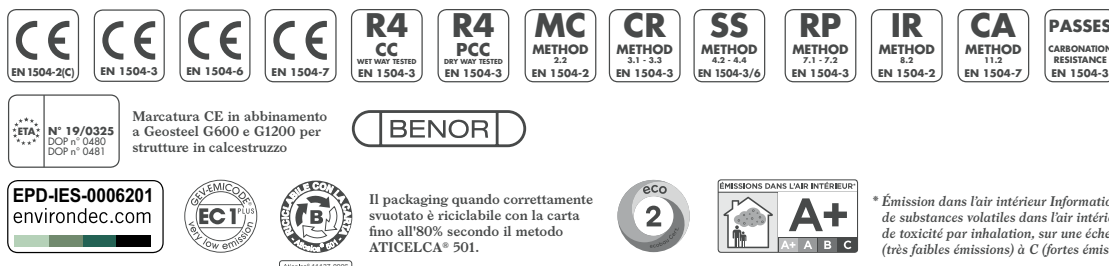 CE
EN 1504-2(C)
CE
EN 1504-3
CE
EN 1504-6
CE
EN 1504-7
R4
CC
WET WAY TESTED
EN 1504-3
R4
PCC
DRY WAY TESTED
EN 1504-3
MC
METHOD
2.2
EN 1504-2
CR
METHOD
3.1 - 3.3
EN 1504-3
SS
METHOD
4.2 - 4.4
EN 1504-3/6
RP
METHOD
7.1 - 7.2
EN 1504-3
IR
METHOD
8.2
EN 1504-2
CA
METHOD
11.2
EN 1504-7
PASSES
CARBONATION
RESISTANCE
EN 1504-3
ETA
N° 19/0325
DOP n° 0480
DOP n° 0481
Marcatura CE in abbinamento
a Geosteel G600 e G1200 per
strutture in calcestruzzo
BENOR
EPD-IES-0006201
environdec.com
GEV-EMICODE
EC 1 PLUS
very low emission
RICICLABILE CON LA CARTA
B
Aticelca® 501
Il packaging quando correttamente
svuotato è riciclabile con la carta
fino all'80% secondo il metodo
ATICELCA® 501.
eco
2
ÉMISSIONS DANS L'AIR INTÉRIEUR*
A+
A+ A B C
* Émission dans l'air intérieur Information
de substances volatiles dans l'air intéri
de toxicité par inhalation, sur une éche
(très faibles émissions) à C (fortes émis